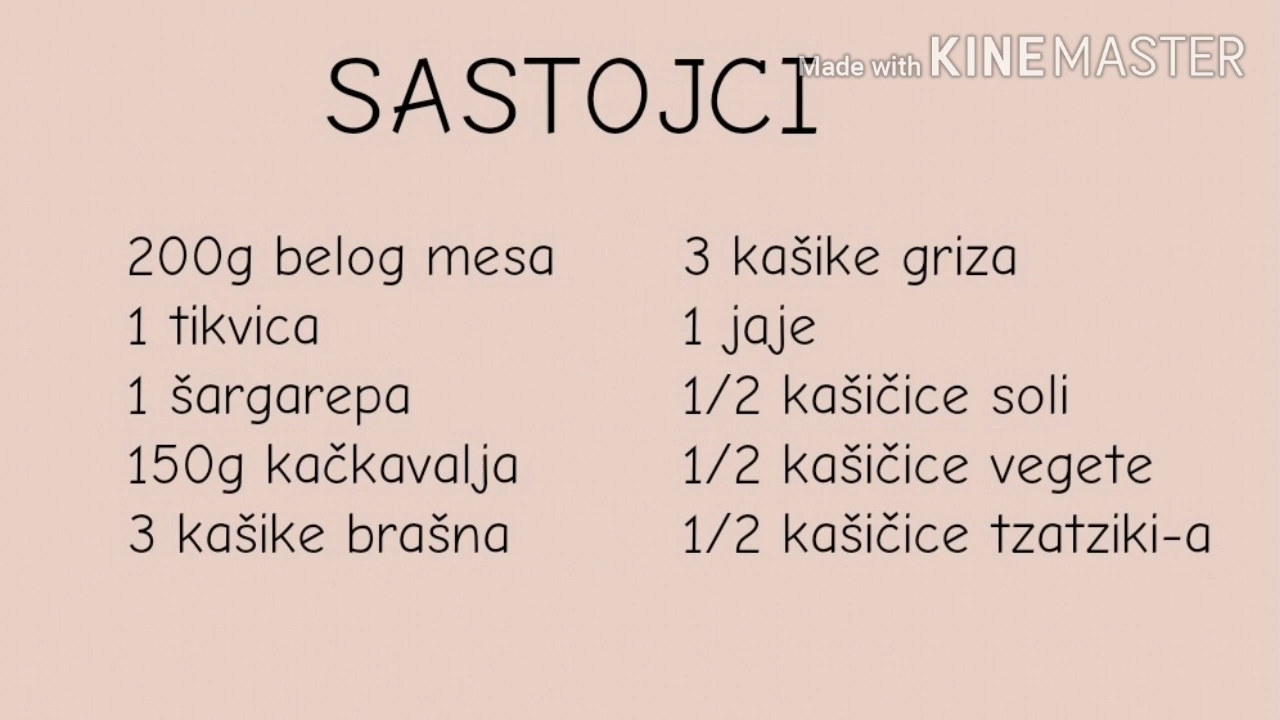 Made with KINEMASTER
SASTOJCI
200g belog mesa
1 tikvica
1 šargarepa
150g kačkavalja
3 kašike brašna
3 kašike griza
1 jaje
1/2 kašičice soli
1/2 kašičice vegete
1/2 kašičice tzatziki-a